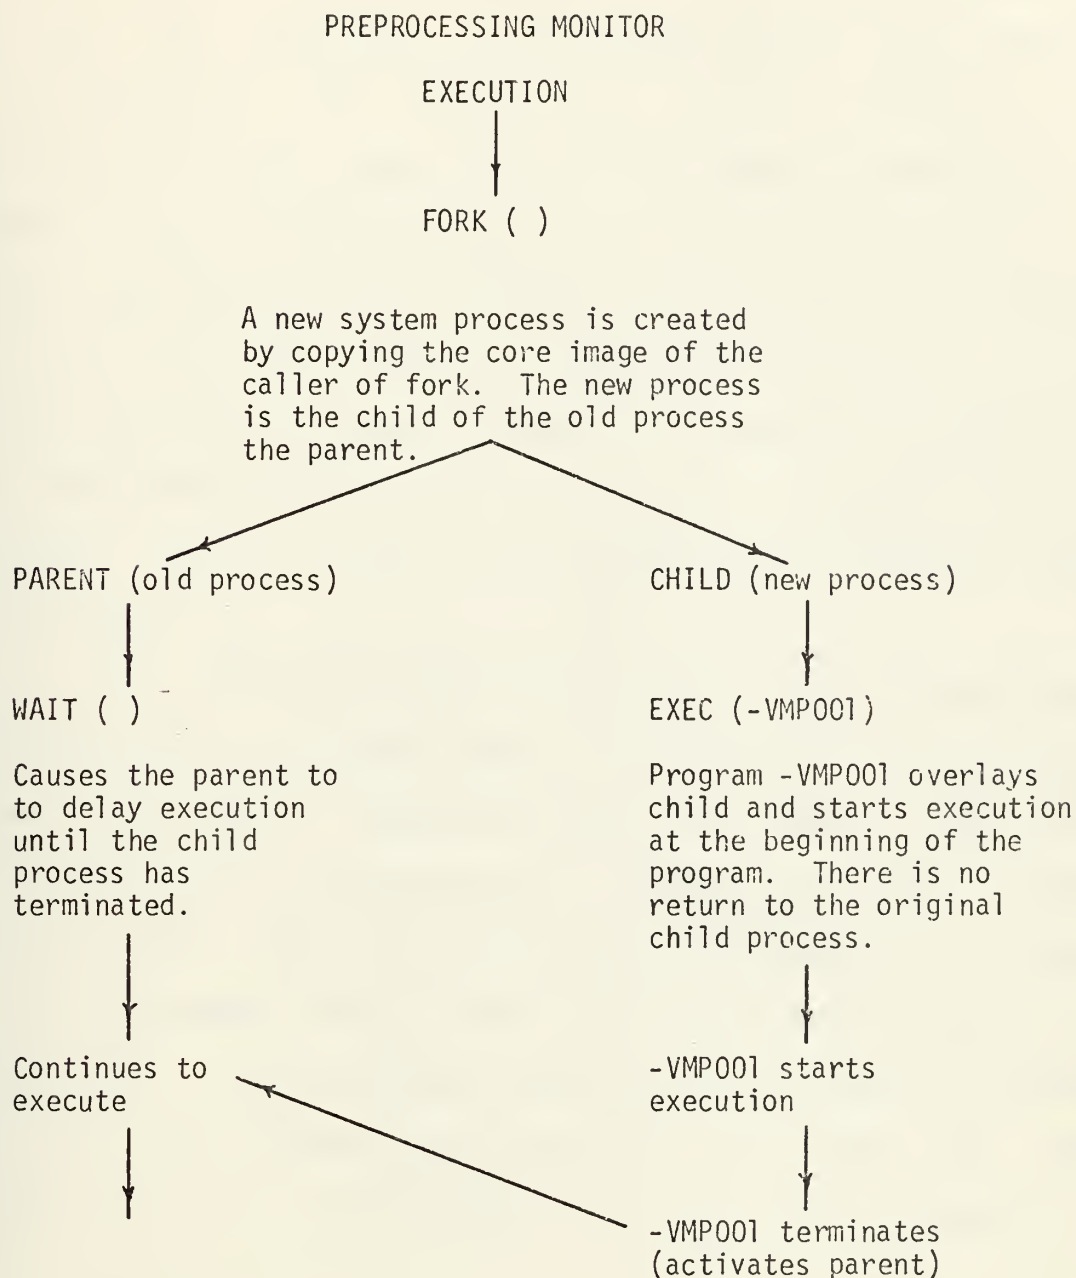 PREPROCESSING MONITOR
EXECUTION
FORK ( )
A new system process is created
by copying the core image of the
caller of fork. The new process
is the child of the old process
the parent.
PARENT (old process)
WAIT ( )
Causes the parent to
to delay execution
until the child
process has
terminated.
Continues to
execute
CHILD (new process)
EXEC (-VMP001)
Program -VMP001 overlays
child and starts execution
at the beginning of the
program. There is no
return to the original
child process.
-VMP001 starts
execution
-VMP001 terminates
(activates parent)